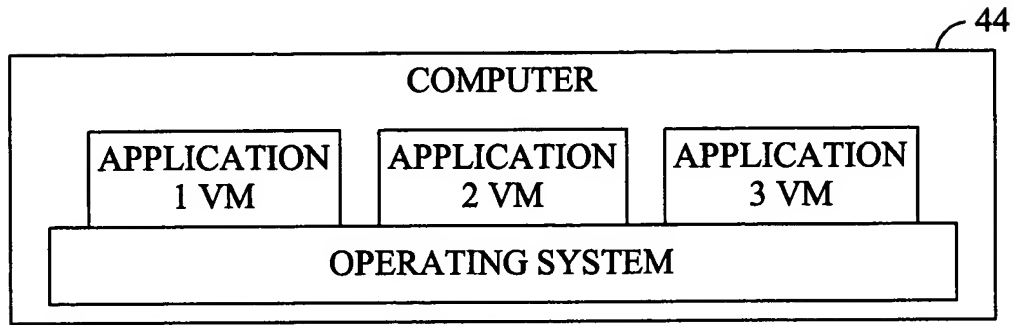 44
COMPUTER
APPLICATION
1 VM
APPLICATION
2 VM
APPLICATION
3 VM
OPERATING SYSTEM